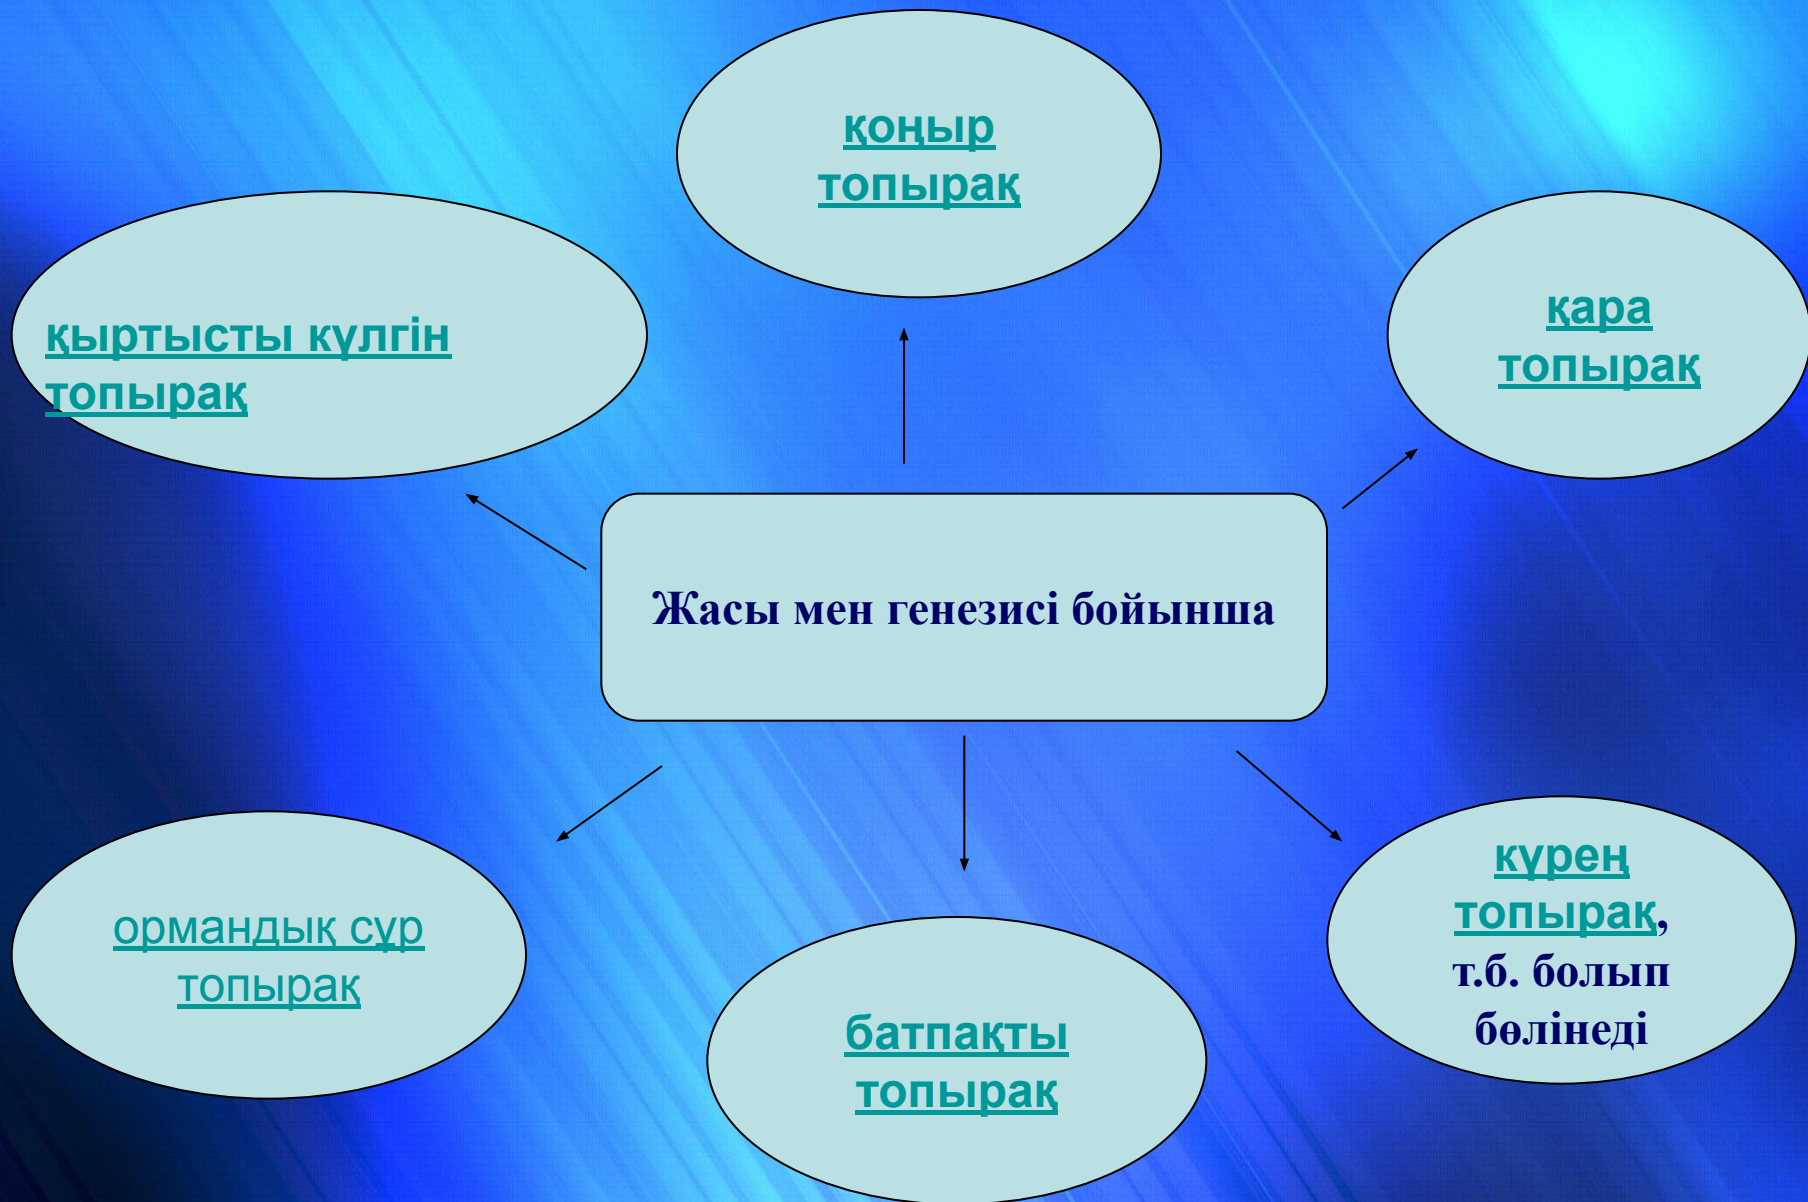 қоңыр
топырақ
қыртысты күлгін
топырақ
қара
топырақ
Жасы мен генезисі бойынша
ормандық сұр
топырақ
батпақты
топырақ
күрең
топырақ,
т.б. болып
бөлінеді